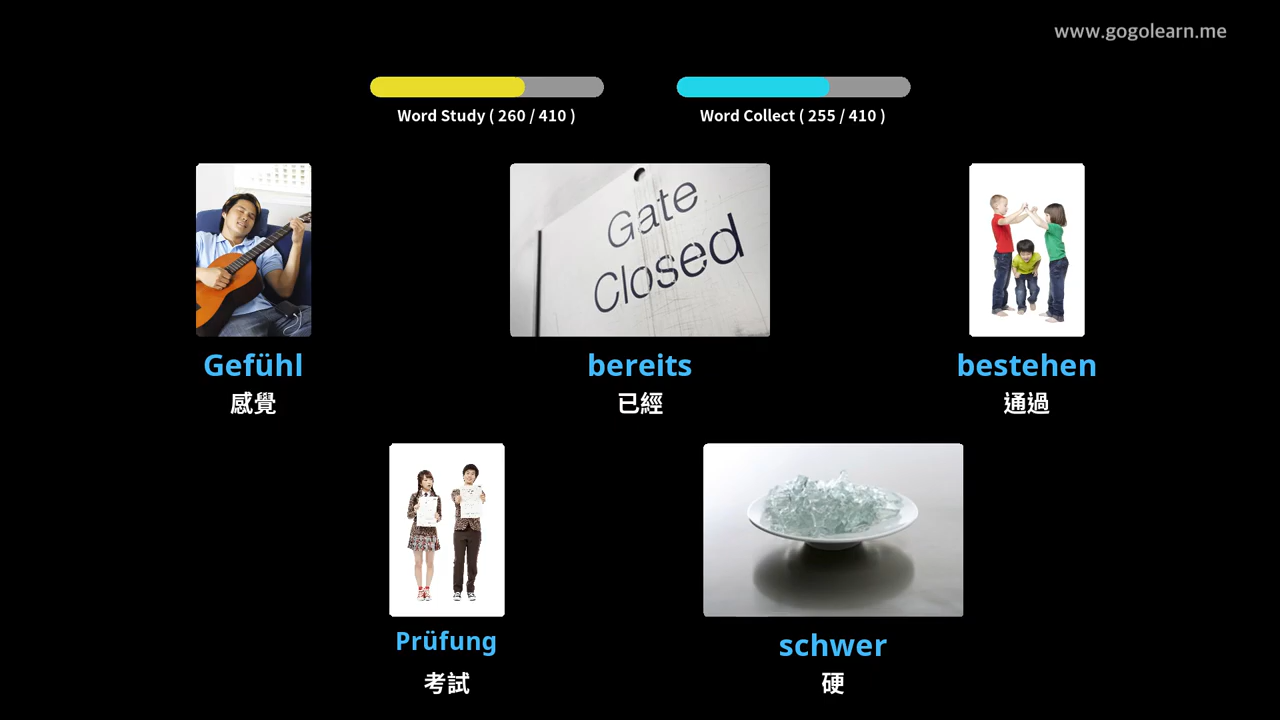 www.gogolearn.me
Word Study ( 260 / 410 )
Word Collect ( 255 / 410 )
Gate
Closed
Gefühl
感覺
bereits
已經
bestehen
通過
Prüfung
考試
schwer
硬